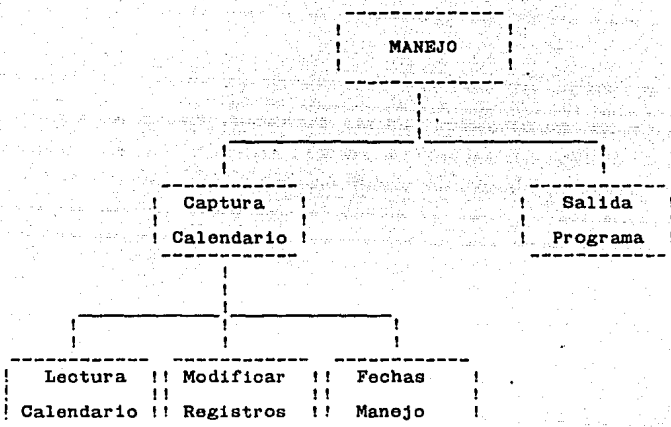 MANEJO
Captura
Calendario
Salida
Programa
Lectura
Calendario
Modificar
Registros
Fechas
Manejo